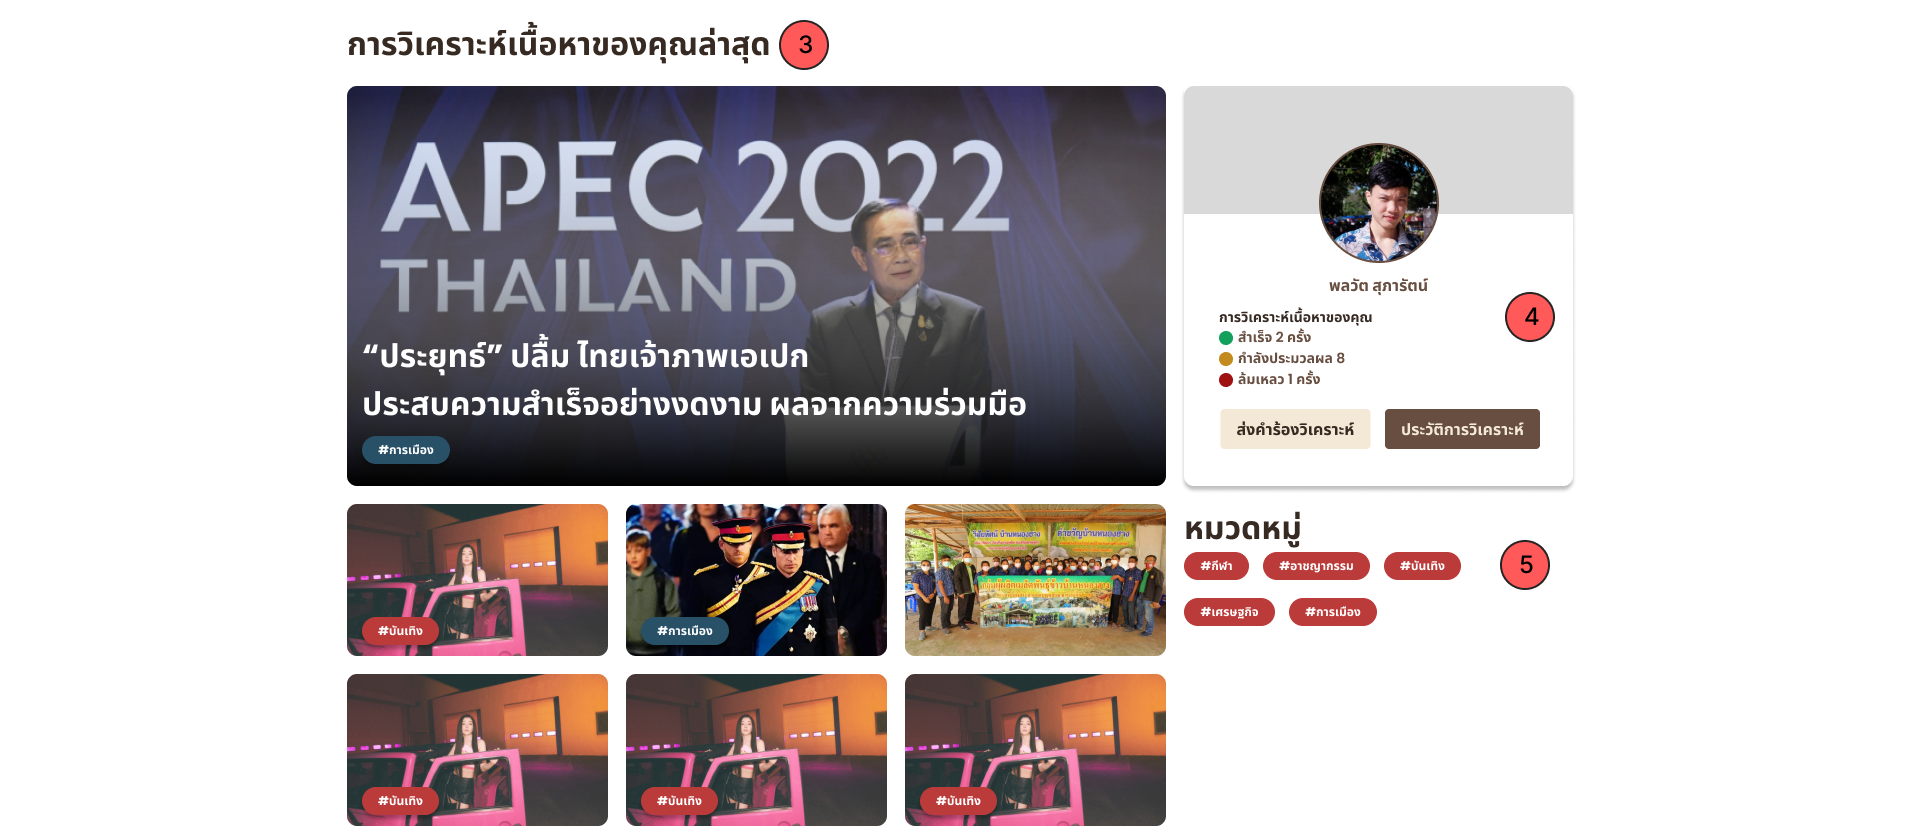 การวิเคราะห์เนื้อหาของคุณล่าสุด
3
APEC 2022
THAILAND
“ประยุทธ์” ปลื้ม ไทยเจ้าภาพเอเปก
ประสบความสำเร็จอย่างงดงาม ผลจากความร่วมมือ
#การเมือง
พลวัต สุภารัตน์
4
การวิเคราะห์เนื้อหาของคุณ
สำเร็จ 2 ครั้ง
กำลังประมวลผล 8
ล้มเหลว 1 ครั้ง
ส่งคำร้องวิเคราะห์
ประวัติการวิเคราะห์
#บันเทิง
#การเมือง
หมวดหมู่
5
#กีฬา
#อาชญากรรม
#บันเทิง
#เศรษฐกิจ
#การเมือง
#บันเทิง
#บันเทิง
#บันเทิง